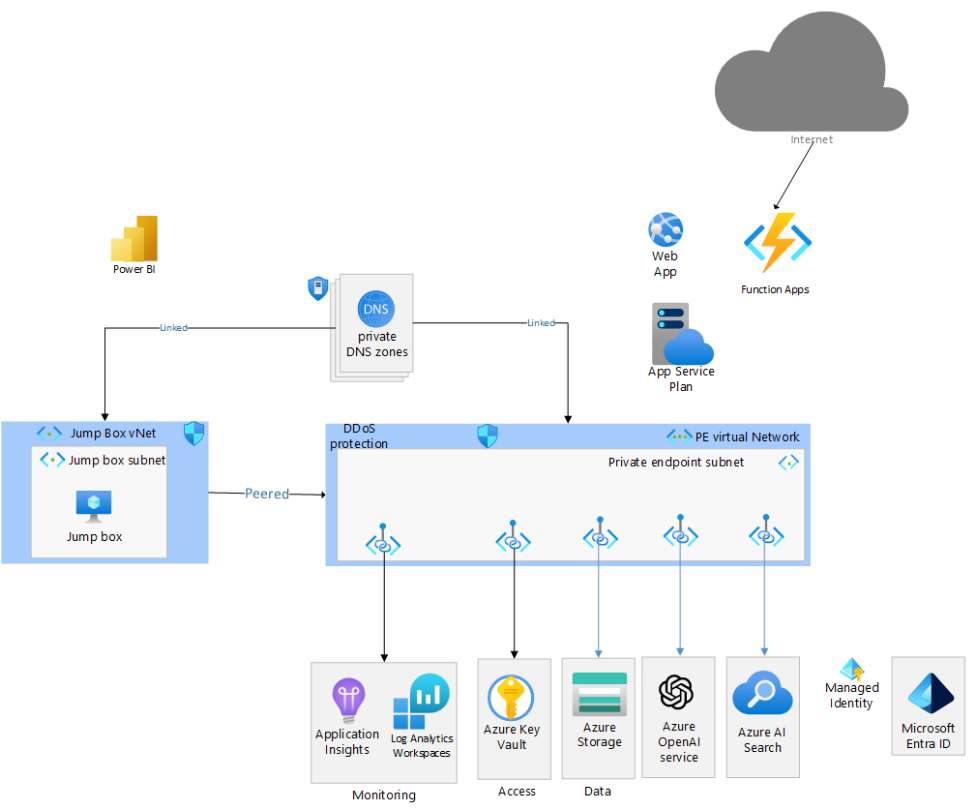 Internet
Power BI
Web
App
Function Apps
DNS
private
DNS zones
Linked
Linked
App Service
Plan
Jump Box vNet
Jump box subnet
Jump box
Peered
DDoS
protection
PE virtual Network
Private endpoint subnet
Application
Insights
Log Analytics
Workspaces
Azure Key
Vault
Azure
Storage
Azure
OpenAI
service
Azure AI
Search
Managed
Identity
Microsoft
Entra ID
Monitoring
Access
Data